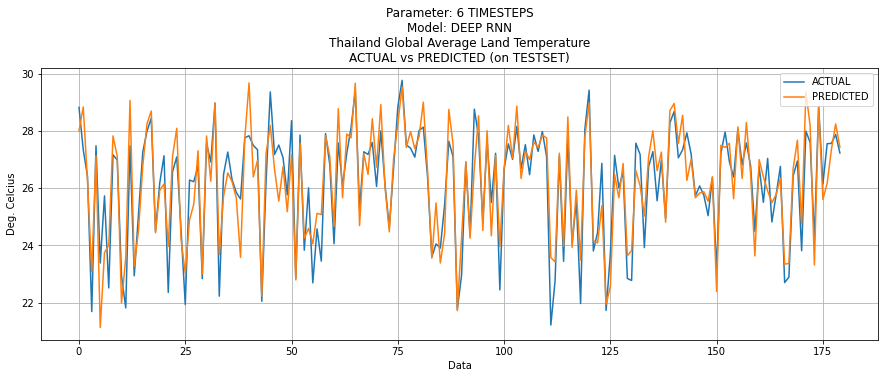 Parameter: 6 TIMESTEPS
Model: DEEP RNN
Thailand Global Average Land Temperature
ACTUAL vs PREDICTED (on TESTSET)
ACTUAL
PREDICTED
Deg. Celcius
30
28
26
24
22
0 25 50 75 100 125 150 175
Data